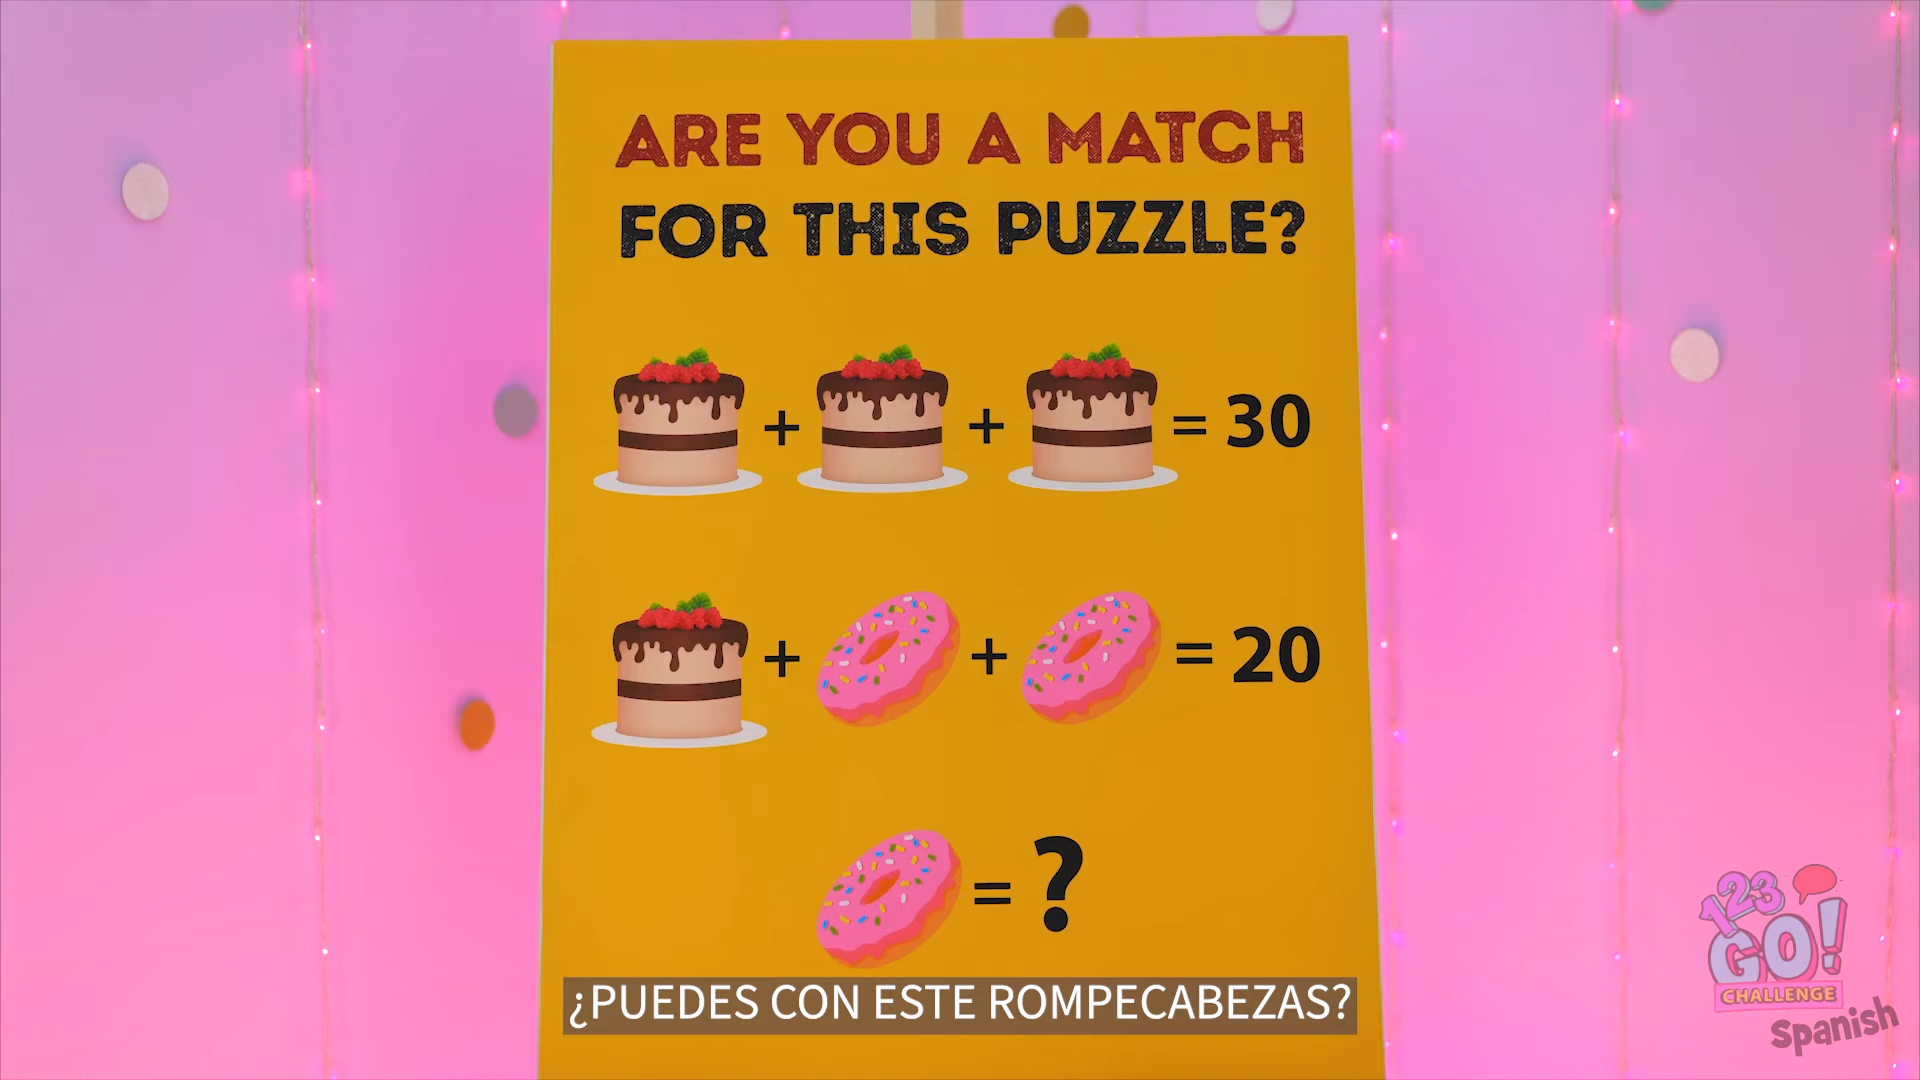 ARE YOU A MATCH
FOR THIS PUZZLE?
+ + = 30
+ + = 20
= ?
¿PUEDES CON ESTE ROMPECABEZAS?
123
GO!
CHALLENGE
Spanish